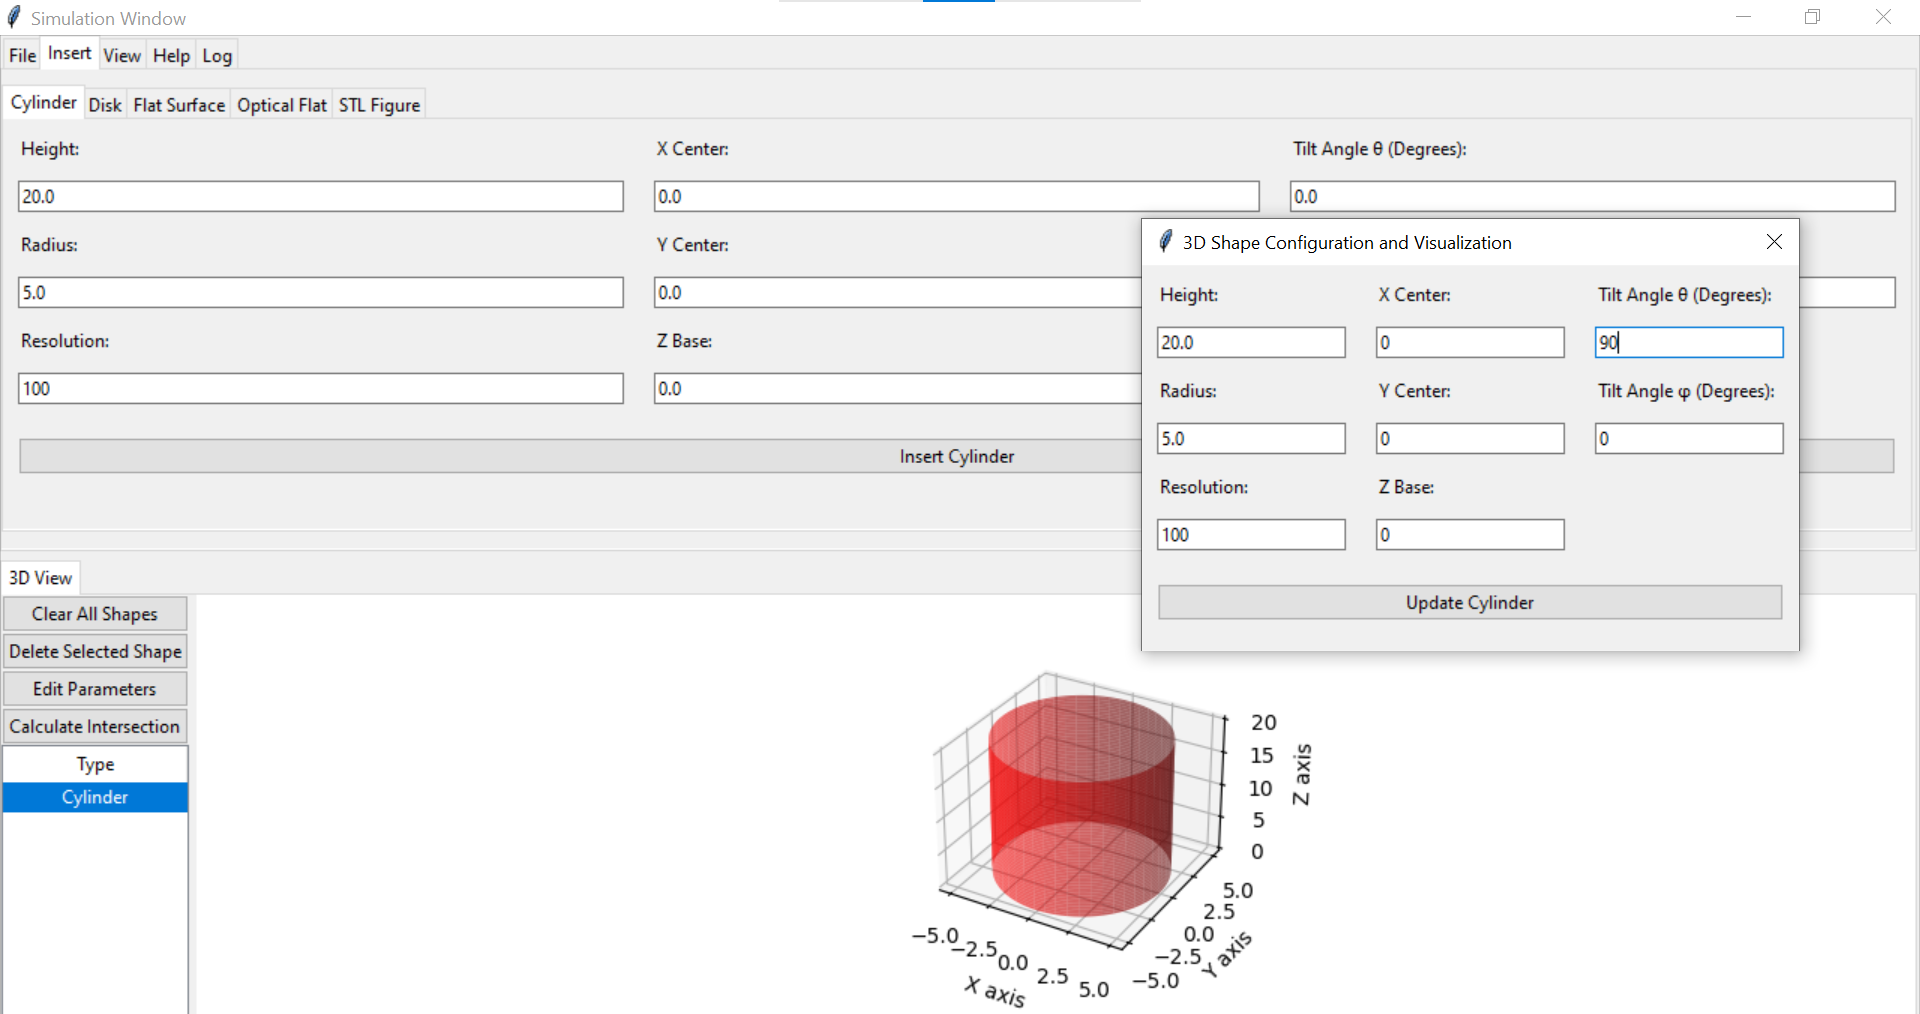 Simulation Window
File Insert View Help Log
Cylinder Disk Flat Surface Optical Flat STL Figure
Height: X Center: Tilt Angle θ (Degrees):
20.0 0.0 0.0
Radius: Y Center:
5.0 0.0
Resolution: Z Base:
100 0.0
Insert Cylinder
3D Shape Configuration and Visualization
Height: X Center: Tilt Angle θ (Degrees):
20.0 0 90
Radius: Y Center: Tilt Angle φ (Degrees):
5.0 0 0
Resolution: Z Base:
100 0
Update Cylinder
3D View
Clear All Shapes
Delete Selected Shape
Edit Parameters
Calculate Intersection
Type
Cylinder
20
15
10
5
0
Z axis
5.0
2.5
0.0
−2.5
−5.0
Y axis
−5.0
−2.5
0.0
2.5
5.0
X axis